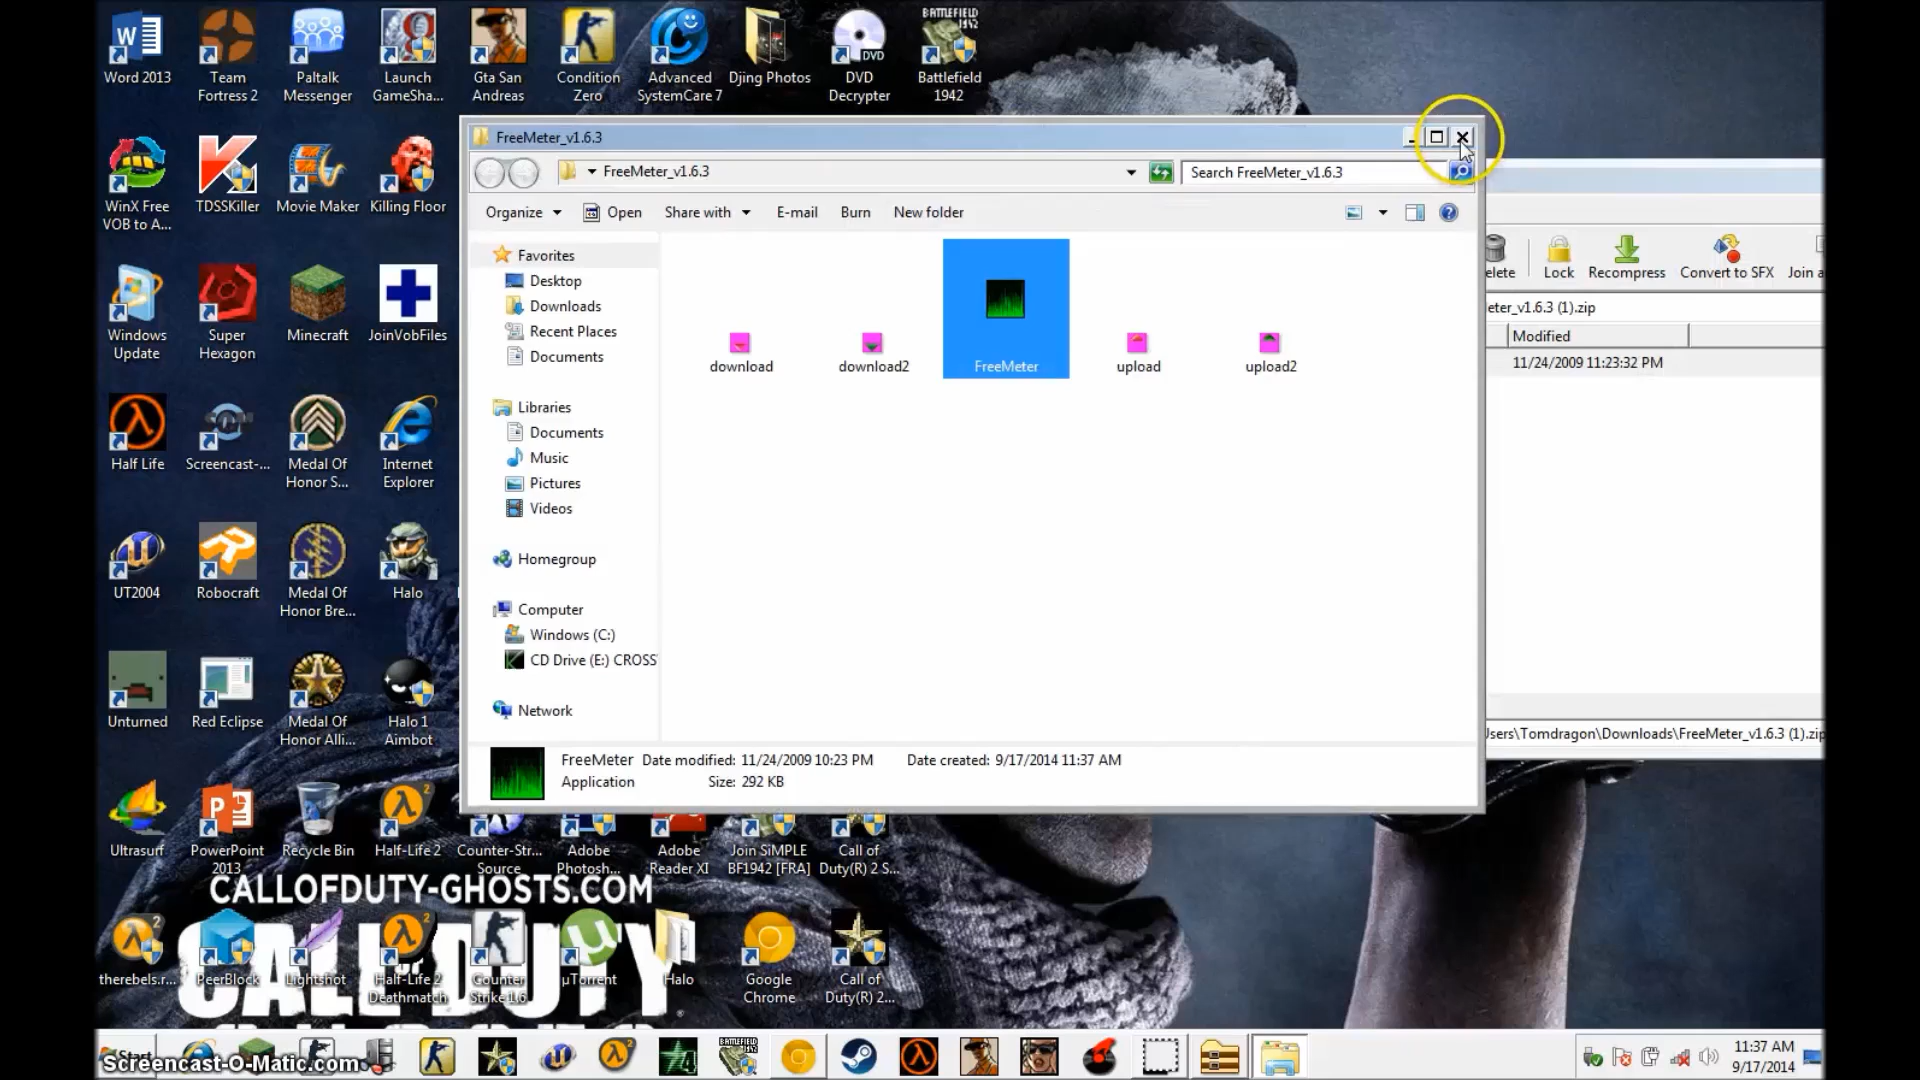 Word 2013
Team
Fortress 2
Paltalk
Messenger
Launch
GameSha...
Gta San
Andreas
Condition
Zero
Advanced
SystemCare 7
Djing Photos
DVD
DVD
Decrypter
BATTLEFIELD
1942
Battlefield
1942
WinX Free
VOB to A...
TDSSKiller
Movie Maker
Killing Floor
Windows
Update
Super
Hexagon
Minecraft
JoinVobFiles
Half Life
Screencast-...
Medal Of
Honor S...
Internet
Explorer
UT2004
Robocraft
Medal Of
Honor Bre...
Halo
Unturned
Red Eclipse
Medal Of
Honor Alli...
Halo 1
Aimbot
Ultrasurf
PowerPoint
2013
Recycle Bin
Half-Life 2
Counter-Str...
Source
Adobe
Photosh...
Adobe
Reader XI
Join SiMPLE
BF1942 [FRA]
Call of
Duty(R) 2 S...
therebels.r...
PeerBlock
Lightshot
Half-Life 2
Deathmatch
Counter
Strike 1.6
µTorrent
Halo
Google
Chrome
Call of
Duty(R) 2...
FreeMeter_v1.6.3
FreeMeter_v1.6.3
Search FreeMeter_v1.6.3
Organize
Open
Share with
E-mail
Burn
New folder
Favorites
Desktop
Downloads
Recent Places
Documents
Libraries
Documents
Music
Pictures
Videos
Homegroup
Computer
Windows (C:)
CD Drive (E:) CROSS
Network
download
download2
FreeMeter
upload
upload2
FreeMeter Date modified: 11/24/2009 10:23 PM Date created: 9/17/2014 11:37 AM
Application Size: 292 KB
elete
Lock
Recompress
Convert to SFX
Join a
eter_v1.6.3 (1).zip
Modified
11/24/2009 11:23:32 PM
Users\Tomdragon\Downloads\FreeMeter_v1.6.3 (1).zip
CALLOFDUTY-GHOSTS.COM
CALL OF DUTY
Start
Screencast-O-Matic.com
11:37 AM
9/17/2014